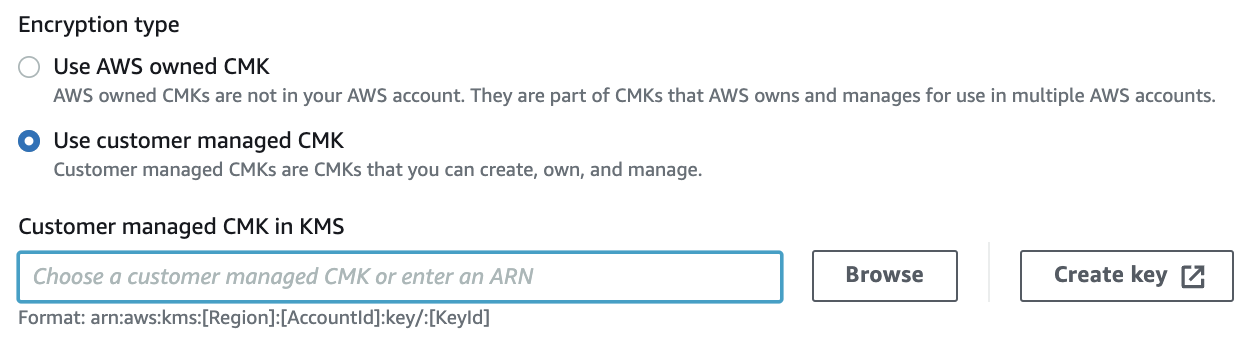 Encryption type
Use AWS owned CMK
AWS owned CMKs are not in your AWS account. They are part of CMKs that AWS owns and manages for use in multiple AWS accounts.
Use customer managed CMK
Customer managed CMKs are CMKs that you can create, own, and manage.
Customer managed CMK in KMS
Choose a customer managed CMK or enter an ARN
Browse
Create key
Format: arn:aws:kms:[Region]:[AccountId]:key/:[KeyId]